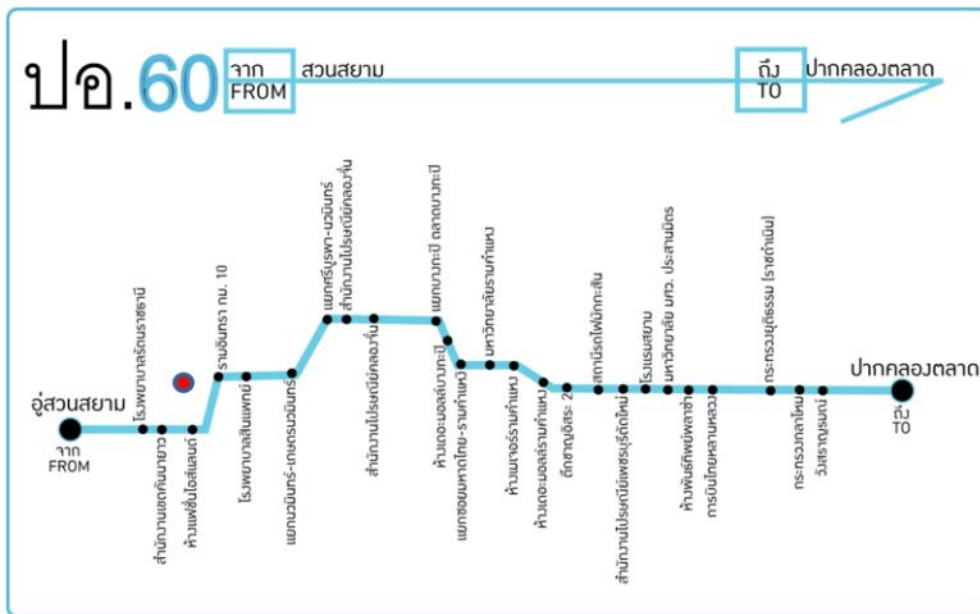 ปอ.60
จาก
FROM
สวนสยาม
ถึง
TO
ปากคลองตลาด
อู่สวนสยาม
จาก
FROM
โรงพยาบาลรัตนราชธานี
สำนักงานเขตคันนายาว
ห้างแฟชั่นไอส์แลนด์
รามอินทรา กม. 10
โรงพยาบาลสินแพทย์
แยกนวมินทร์-เกษตรนวมินทร์
แยกศรีบูรพา-นวมินทร์
สำนักงานไปรษณีย์คลองจั่น
สำนักงานไปรษณีย์คลองจั่น
แยกบางกะปิ ตลาดบางกะปิ
ห้างเดอะมอลล์บางกะปิ
แยกซอยมหาดไทย-รามคำแหง
มหาวิทยาลัยรามคำแหง
ห้างเมเจอร์รามคำแหง
ห้างเดอะมอลล์รามคำแหง
ตึกชาญอิสระ 2
สถานีรถไฟมักกะสัน
สำนักงานไปรษณีย์เพชรบุรีตัดใหม่
โรงแรมสยาม
มหาวิทยาลัย มศว. ประสานมิตร
ห้างพันธ์ทิพย์พลาซ่า
การบินไทยหลานหลวง
กระทรวงยุติธรรม (ราชดำเนิน)
กระทรวงกลาโหม
วังสราญรมณ์
ปากคลองตลาด
ถึง
TO